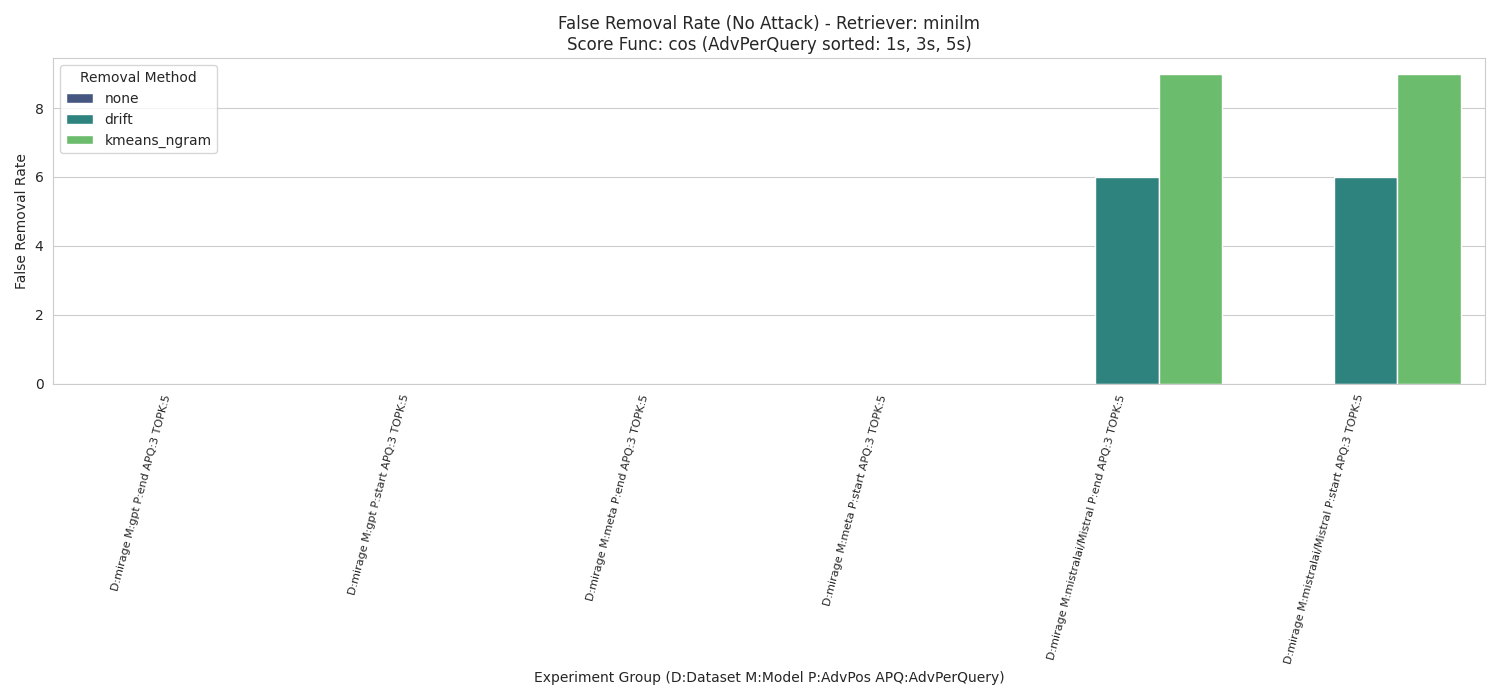 False Removal Rate (No Attack) - Retriever: minilm
Score Func: cos (AdvPerQuery sorted: 1s, 3s, 5s)
Removal Method
none
drift
kmeans_ngram
False Removal Rate
8
6
4
2
0
D:mirage M:gpt P:end APQ:3 TOPK:5
D:mirage M:gpt P:start APQ:3 TOPK:5
D:mirage M:meta P:end APQ:3 TOPK:5
D:mirage M:meta P:start APQ:3 TOPK:5
D:mirage M:mistralai/Mistral P:end APQ:3 TOPK:5
D:mirage M:mistralai/Mistral P:start APQ:3 TOPK:5
Experiment Group (D:Dataset M:Model P:AdvPos APQ:AdvPerQuery)